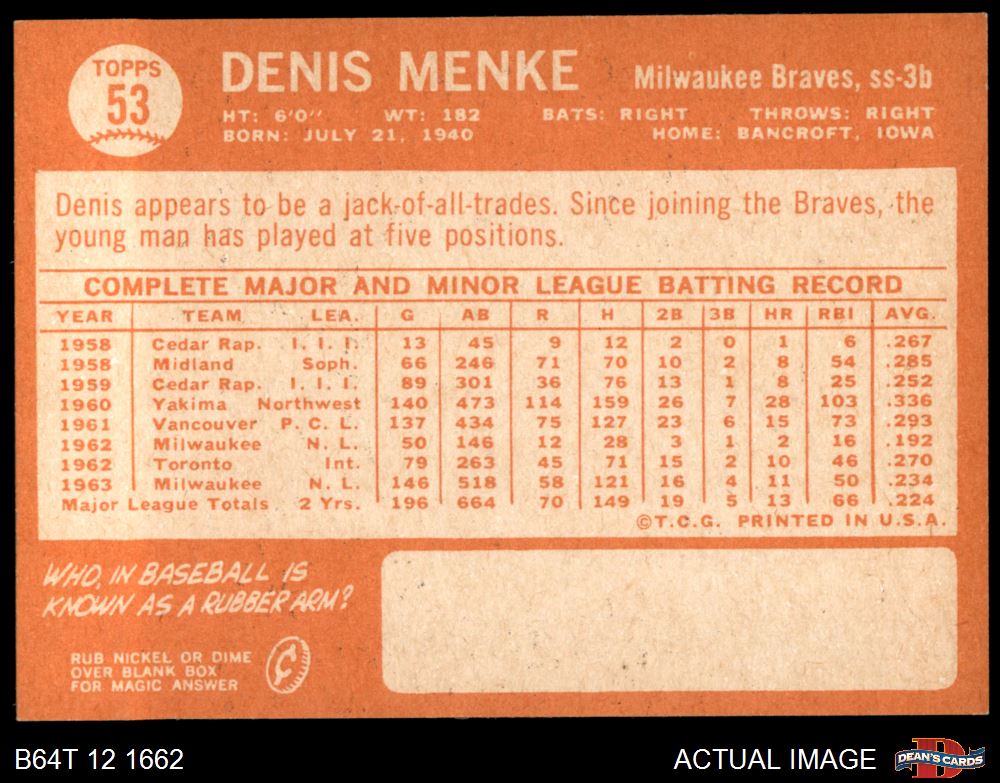 TOPPS
53
DENIS MENKE
Milwaukee Braves, ss-3b
HT: 6'0" WT: 182 BATS: RIGHT THROWS: RIGHT
BORN: JULY 21, 1940 HOME: BANCROFT, IOWA
Denis appears to be a jack-of-all-trades. Since joining the Braves, the
young man has played at five positions.
COMPLETE MAJOR AND MINOR LEAGUE BATTING RECORD
YEAR TEAM LEA. G AB R H 2B 3B HR RBI AVG.
1958 Cedar Rap. I. I. I. 13 45 9 12 2 0 1 6 .267
1958 Midland Soph. 66 246 71 70 10 2 8 54 .285
1959 Cedar Rap. I. I. I. 89 301 36 76 13 1 8 25 .252
1960 Yakima Northwest 140 473 114 159 26 7 28 103 .336
1961 Vancouver P. C. L. 137 434 75 127 23 6 15 73 .293
1962 Milwaukee N. L. 50 146 12 28 3 1 2 16 .192
1962 Toronto Int. 79 263 45 71 15 2 10 46 .270
1963 Milwaukee N. L. 146 518 58 121 16 4 11 50 .234
Major League Totals 2 Yrs. 196 664 70 149 19 5 13 66 .224
©T.C.G. PRINTED IN U.S.A.
WHO, IN BASEBALL IS
KNOWN AS A RUBBER ARM?
RUB NICKEL OR DIME
OVER BLANK BOX
FOR MAGIC ANSWER
B64T 12 1662
ACTUAL IMAGE
D
DEAN'S CARDS